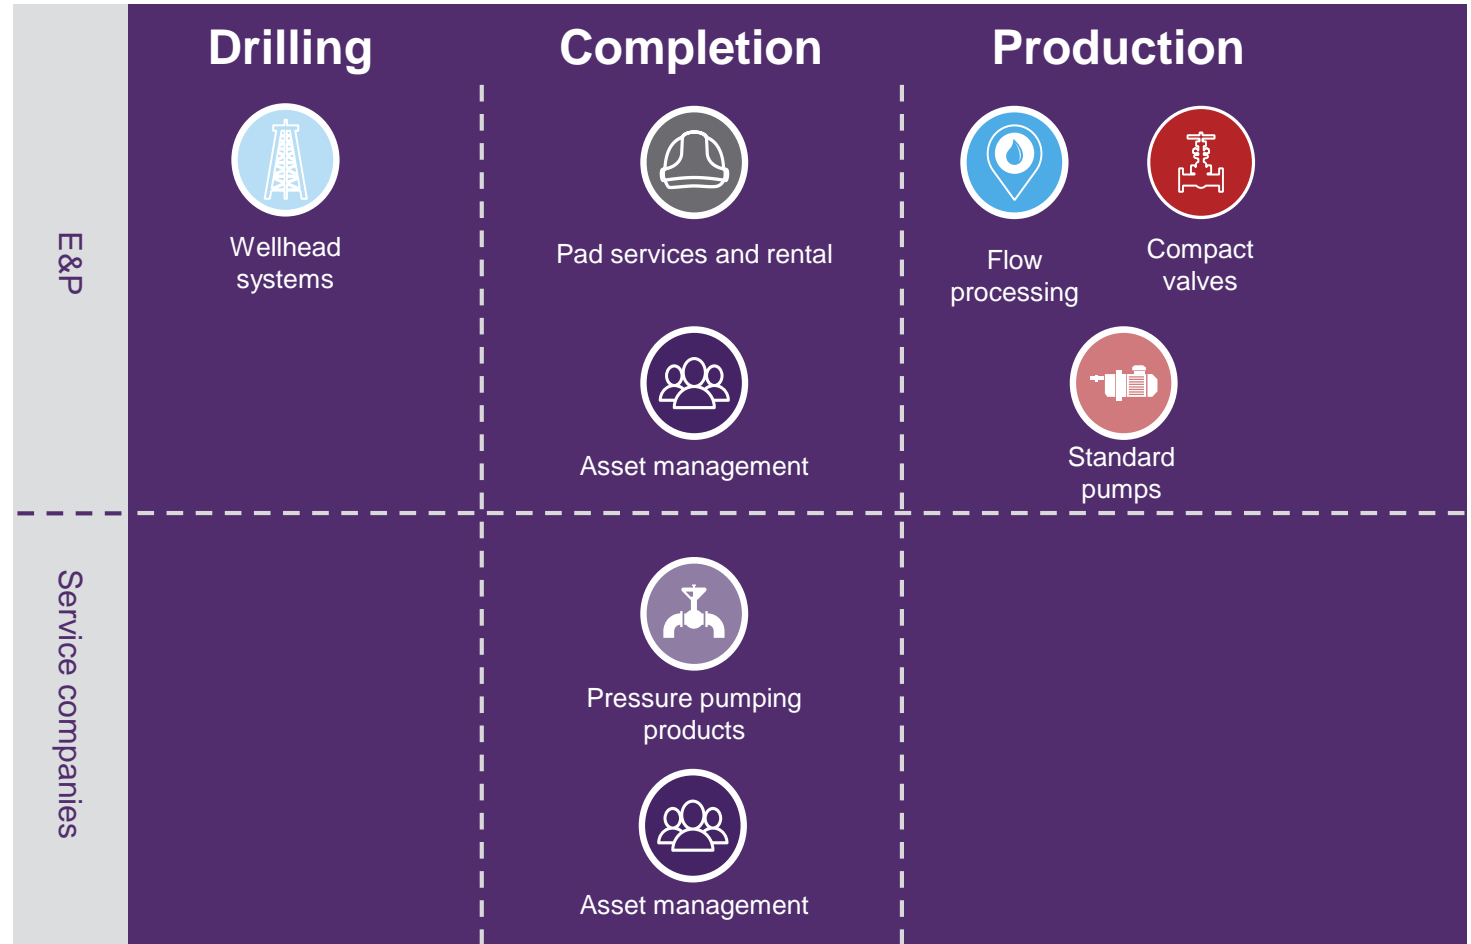 Drilling
Completion
Production
E&P
Wellhead
systems
Pad services and rental
Flow
processing
Compact
valves
Asset management
Standard
pumps
Service companies
Pressure pumping
products
Asset management